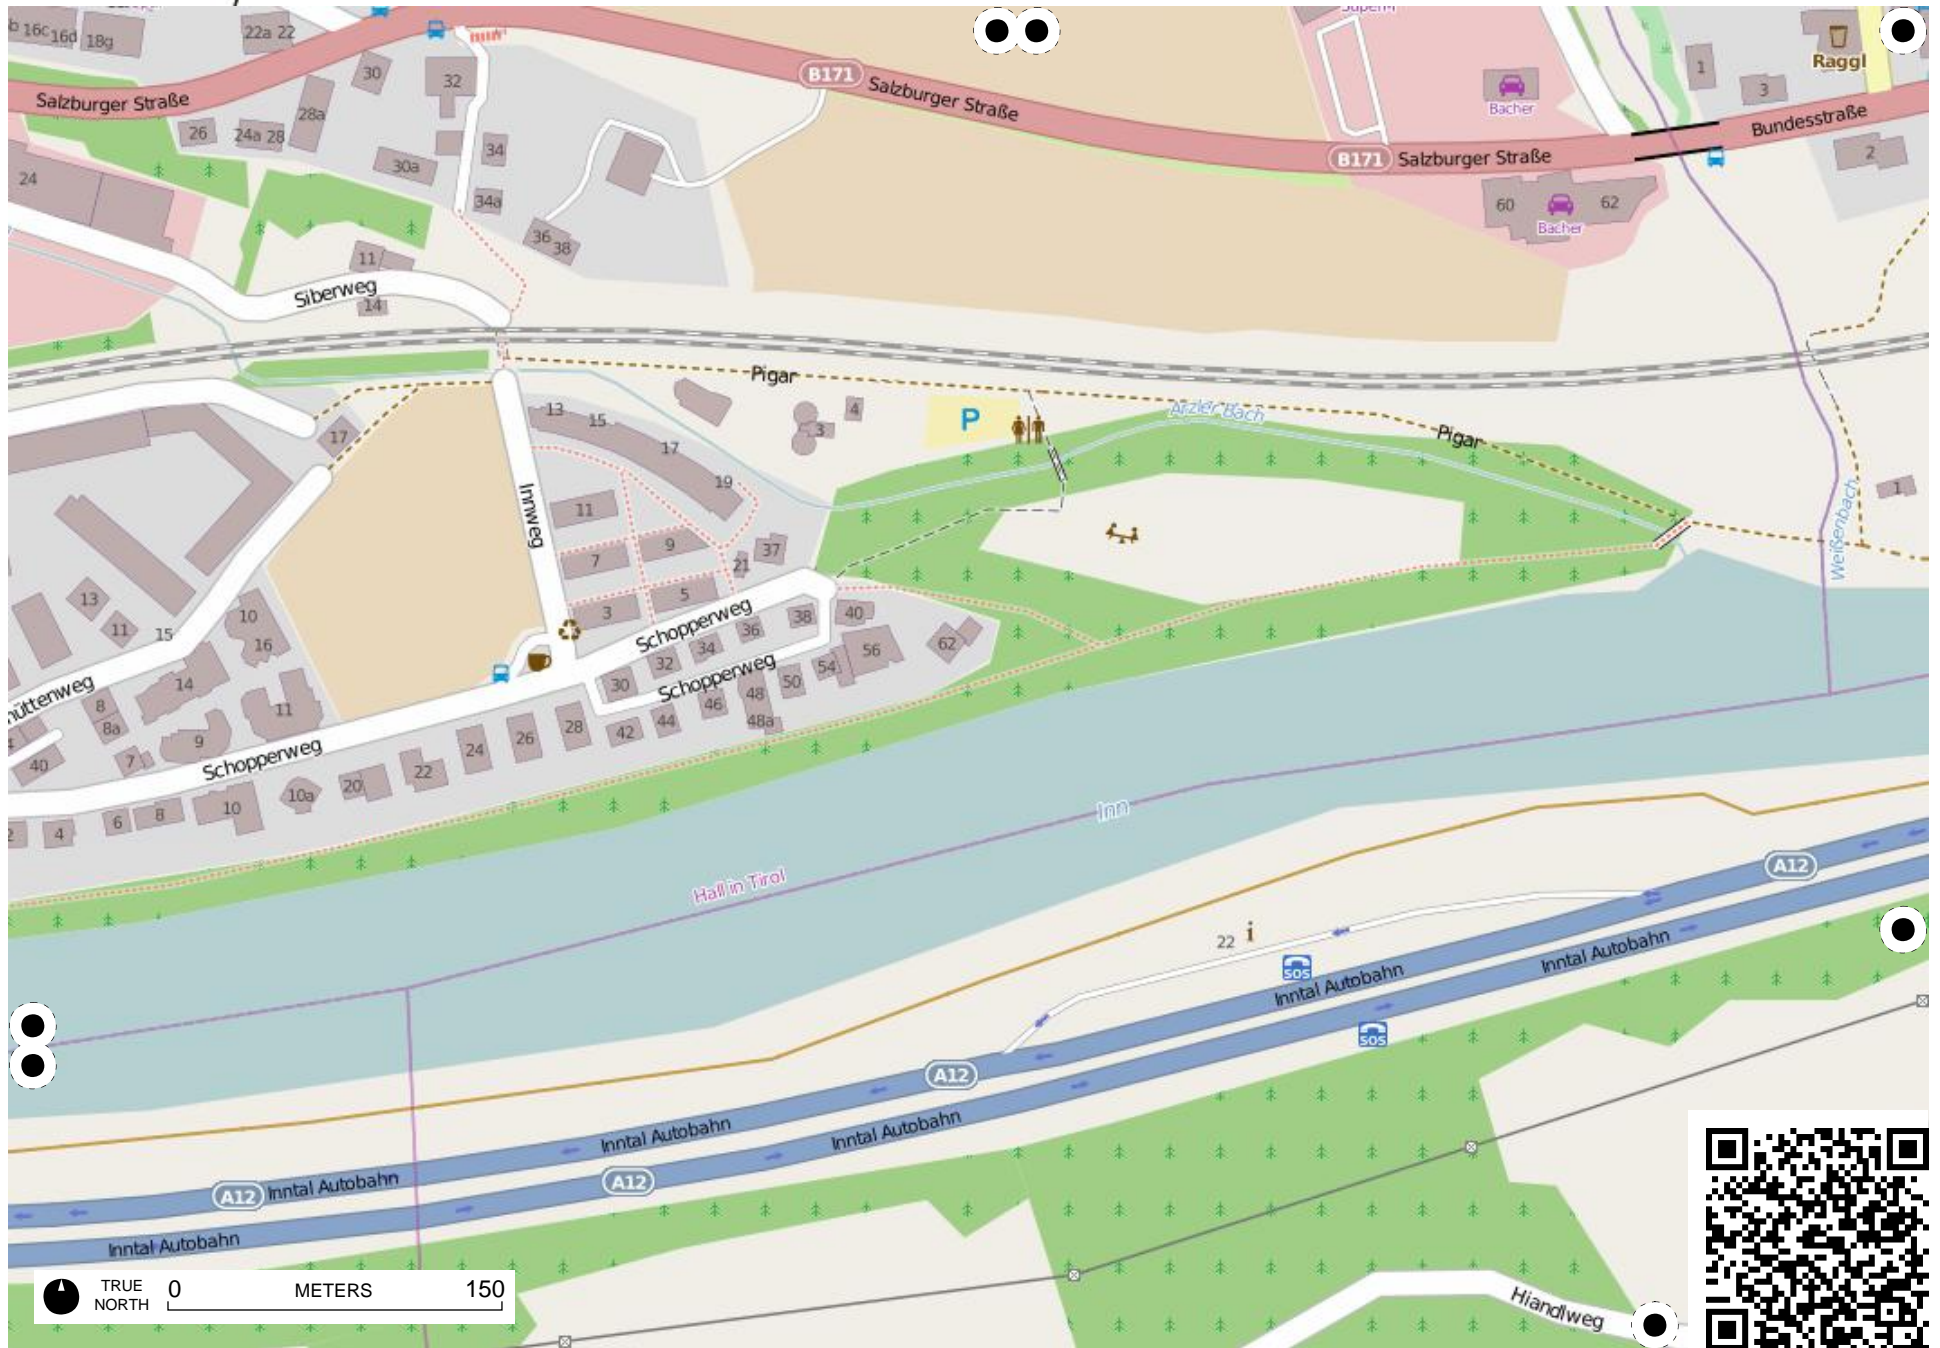 16c
16d
18g
22a 22
30
32
Bacher
1
3
Raggl
B171
Salzburger Straße
Salzburger Straße
B171
Salzburger Straße
Bundesstraße
26
24a 28
28a
30a
34
34a
24
36
38
60
62
Bacher
2
11
Siberweg
14
Pigar
13
15
17
19
17
3
4
P
Arzler Bach
Pigar
11
Innweg
7
9
37
21
1
Weißenbach
13
11
15
10
16
3
5
Schopperweg
38
40
36
34
32
30
Schopperweg
56
54
62
14
8
8a
11
9
7
40
Schopperweg
28
26
24
22
20
10a
10
8
6
4
2
42
44
46
48
48a
50
Inn
Hall in Tirol
A12
22
i
SOS
Inntal Autobahn
Inntal Autobahn
SOS
A12
Inntal Autobahn
Inntal Autobahn
A12
Inntal Autobahn
A12
Inntal Autobahn
Hiandlweg
TRUE NORTH
0 METERS 150